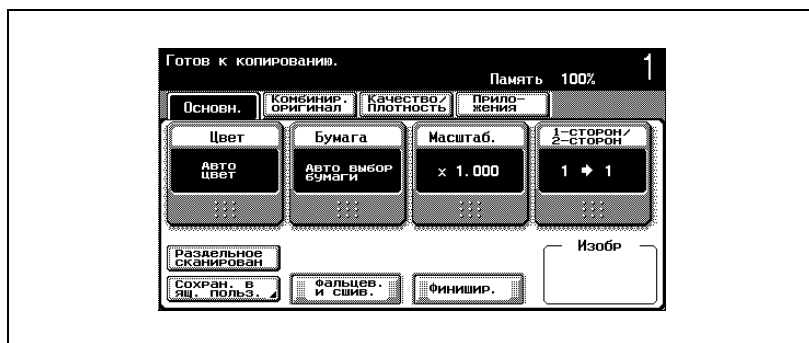 Готов к копированию.
1
Память 100%
Основн.
Комбинир.
оригинал
Качество/
плотность
Прило-
жения
Цвет
Бумага
Масштаб.
1-сторон/
2-сторон
Авто
цвет
Авто выбор
бумаги
x 1.000
1 → 1
Раздельное
сканирован
Изобр
Сохран. в
ящ. польз.
Фальцев.
и сшив.
Финишир.